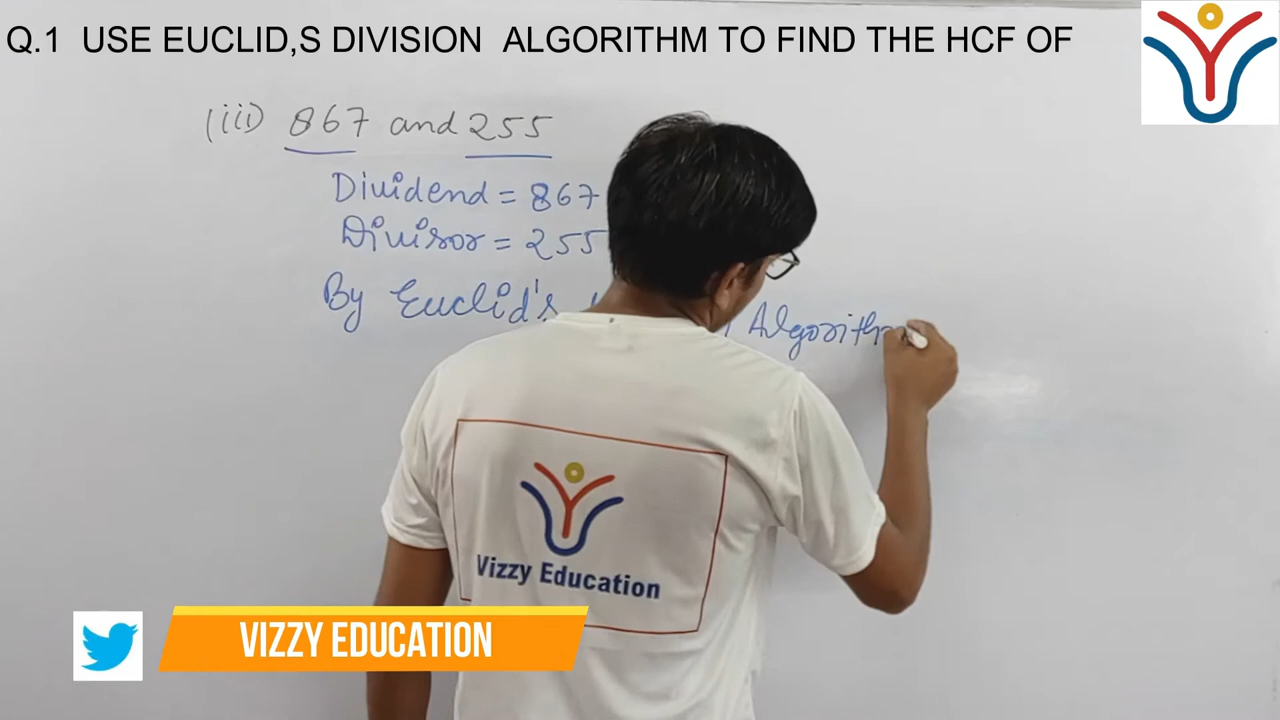 Q.1 USE EUCLID,S DIVISION ALGORITHM TO FIND THE HCF OF
(iii) 867 and 255
Dividend = 867
Divisor = 255
By Euclid's Algorith
Vizzy Education
VIZZY EDUCATION